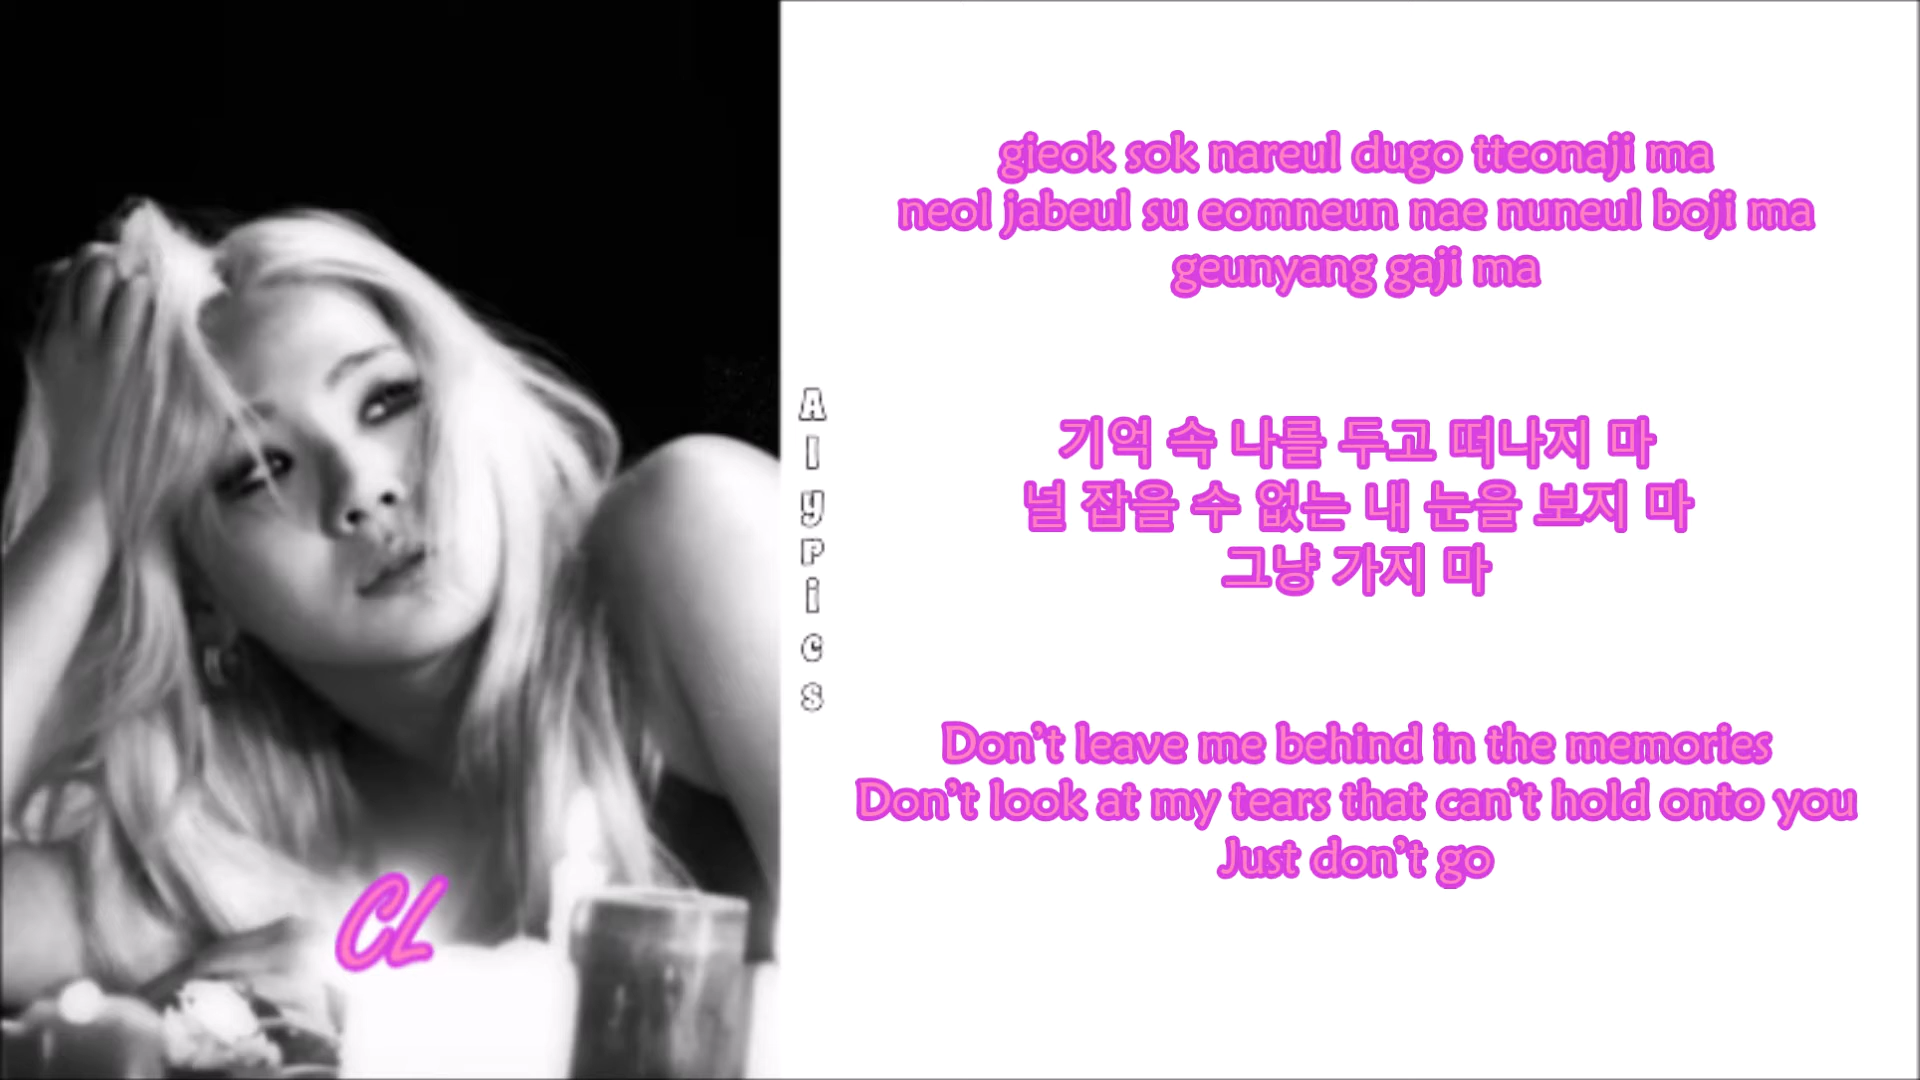 gieok sok nareul dugo tteonaji ma
neol jabeul su eomneun nae nuneul boji ma
geunyang gaji ma
기억 속 나를 두고 떠나지 마
널 잡을 수 없는 내 눈을 보지 마
그냥 가지 마
Don't leave me behind in the memories
Don't look at my tears that can't hold onto you
Just don't go
CL
AlyPics